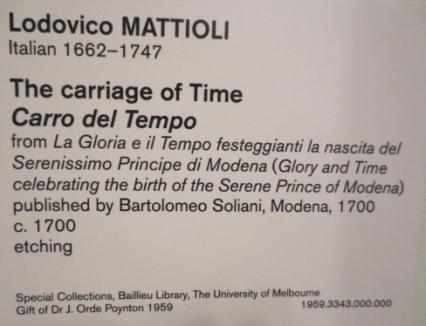 Lodovico MATTIOLI
Italian 1662–1747
The carriage of Time
Carro del Tempo
from La Gloria e il Tempo festeggianti la nascita del
Serenissimo Principe di Modena (Glory and Time
celebrating the birth of the Serene Prince of Modena)
published by Bartolomeo Soliani, Modena, 1700
c. 1700
etching
Special Collections, Baillieu Library, The University of Melbourne
Gift of Dr J. Orde Poynton 1959
1959.3343.000.000